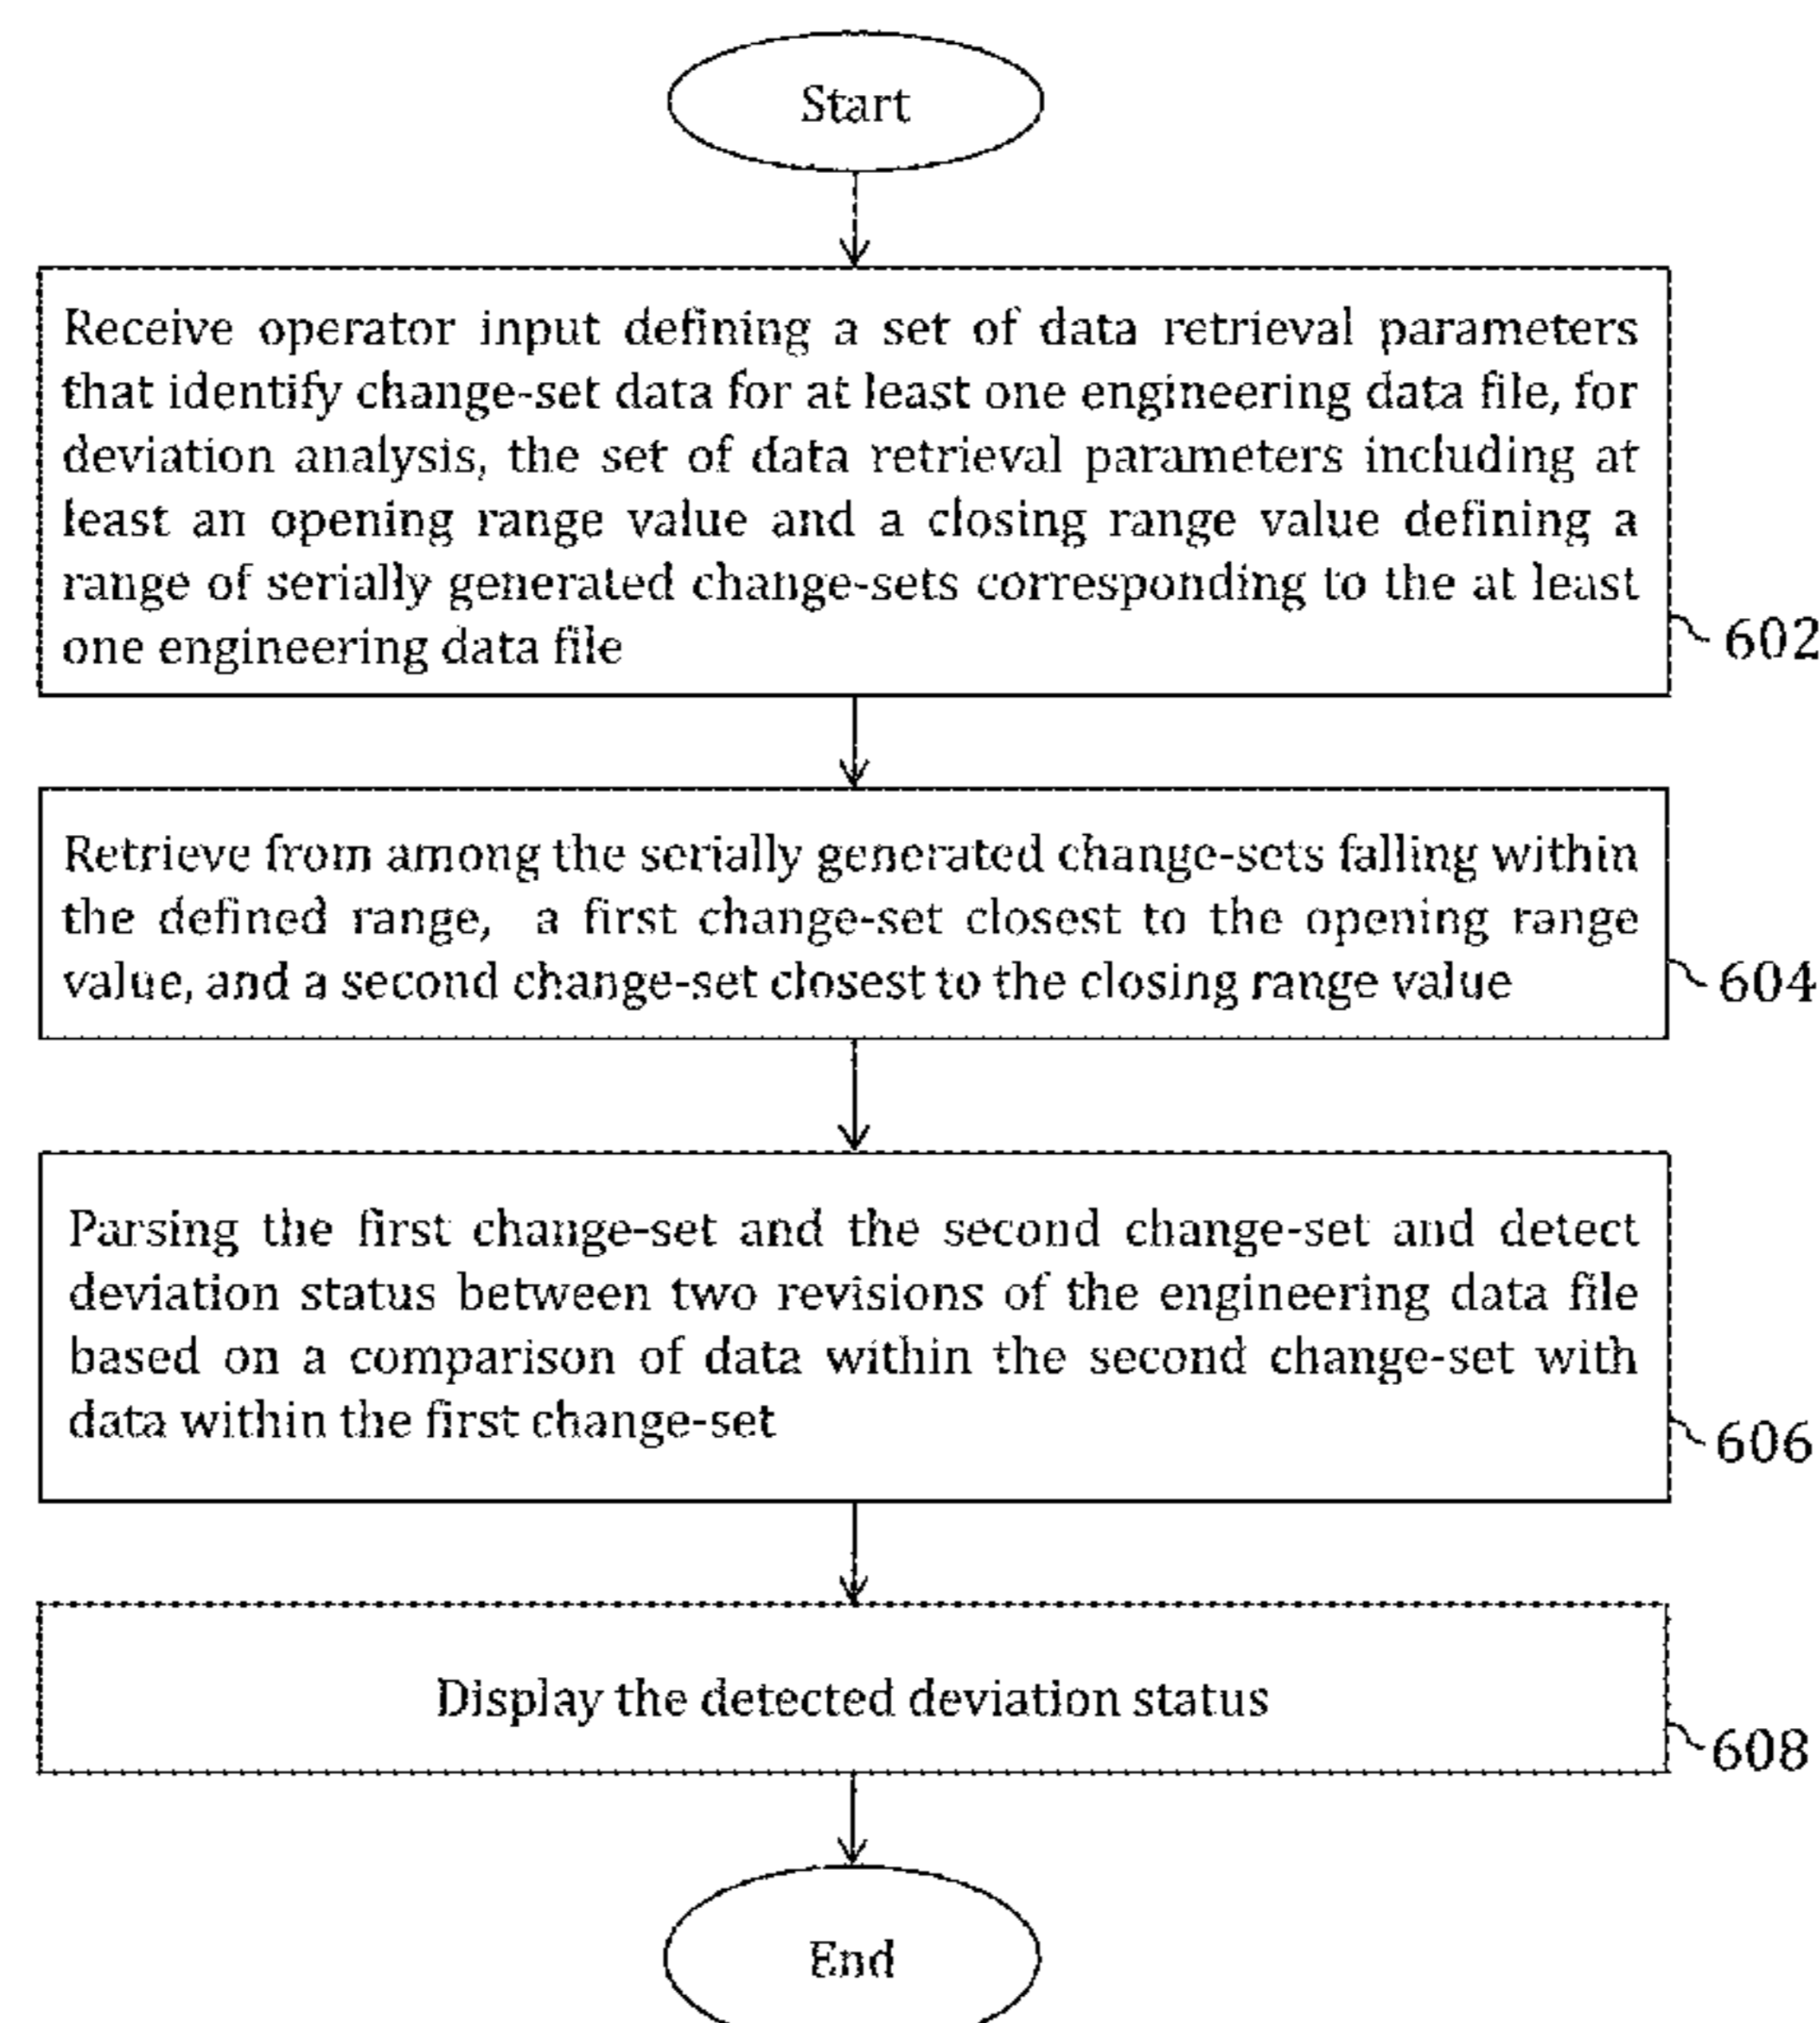 Start
Receive operator input defining a set of data retrieval parameters
that identify change-set data for at least one engineering data file, for
deviation analysis, the set of data retrieval parameters including at
least an opening range value and a closing range value defining a
range of serially generated change-sets corresponding to the at least
one engineering data file
602
Retrieve from among the serially generated change-sets falling within
the defined range, a first change-set closest to the opening range
value, and a second change-set closest to the closing range value
604
Parsing the first change-set and the second change-set and detect
deviation status between two revisions of the engineering data file
based on a comparison of data within the second change-set with
data within the first change-set
606
Display the detected deviation status
608
End